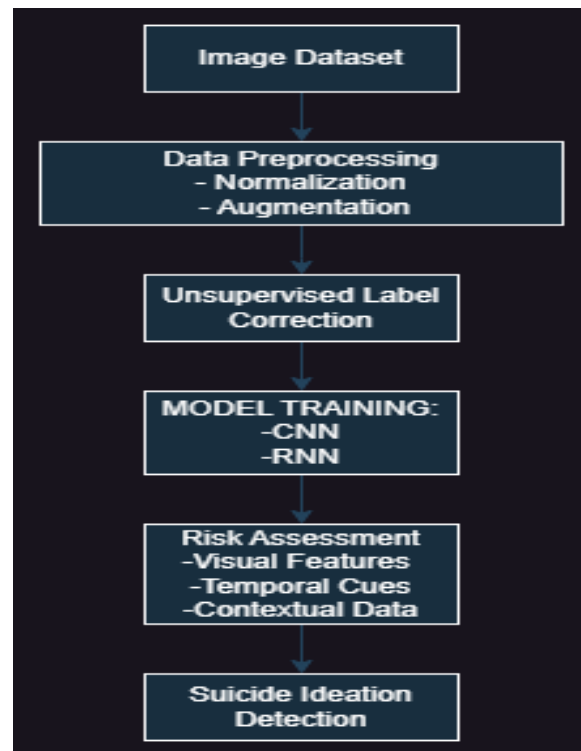 Image Dataset
Data Preprocessing
- Normalization
- Augmentation
Unsupervised Label
Correction
MODEL TRAINING:
-CNN
-RNN
Risk Assessment
-Visual Features
-Temporal Cues
-Contextual Data
Suicide Ideation
Detection